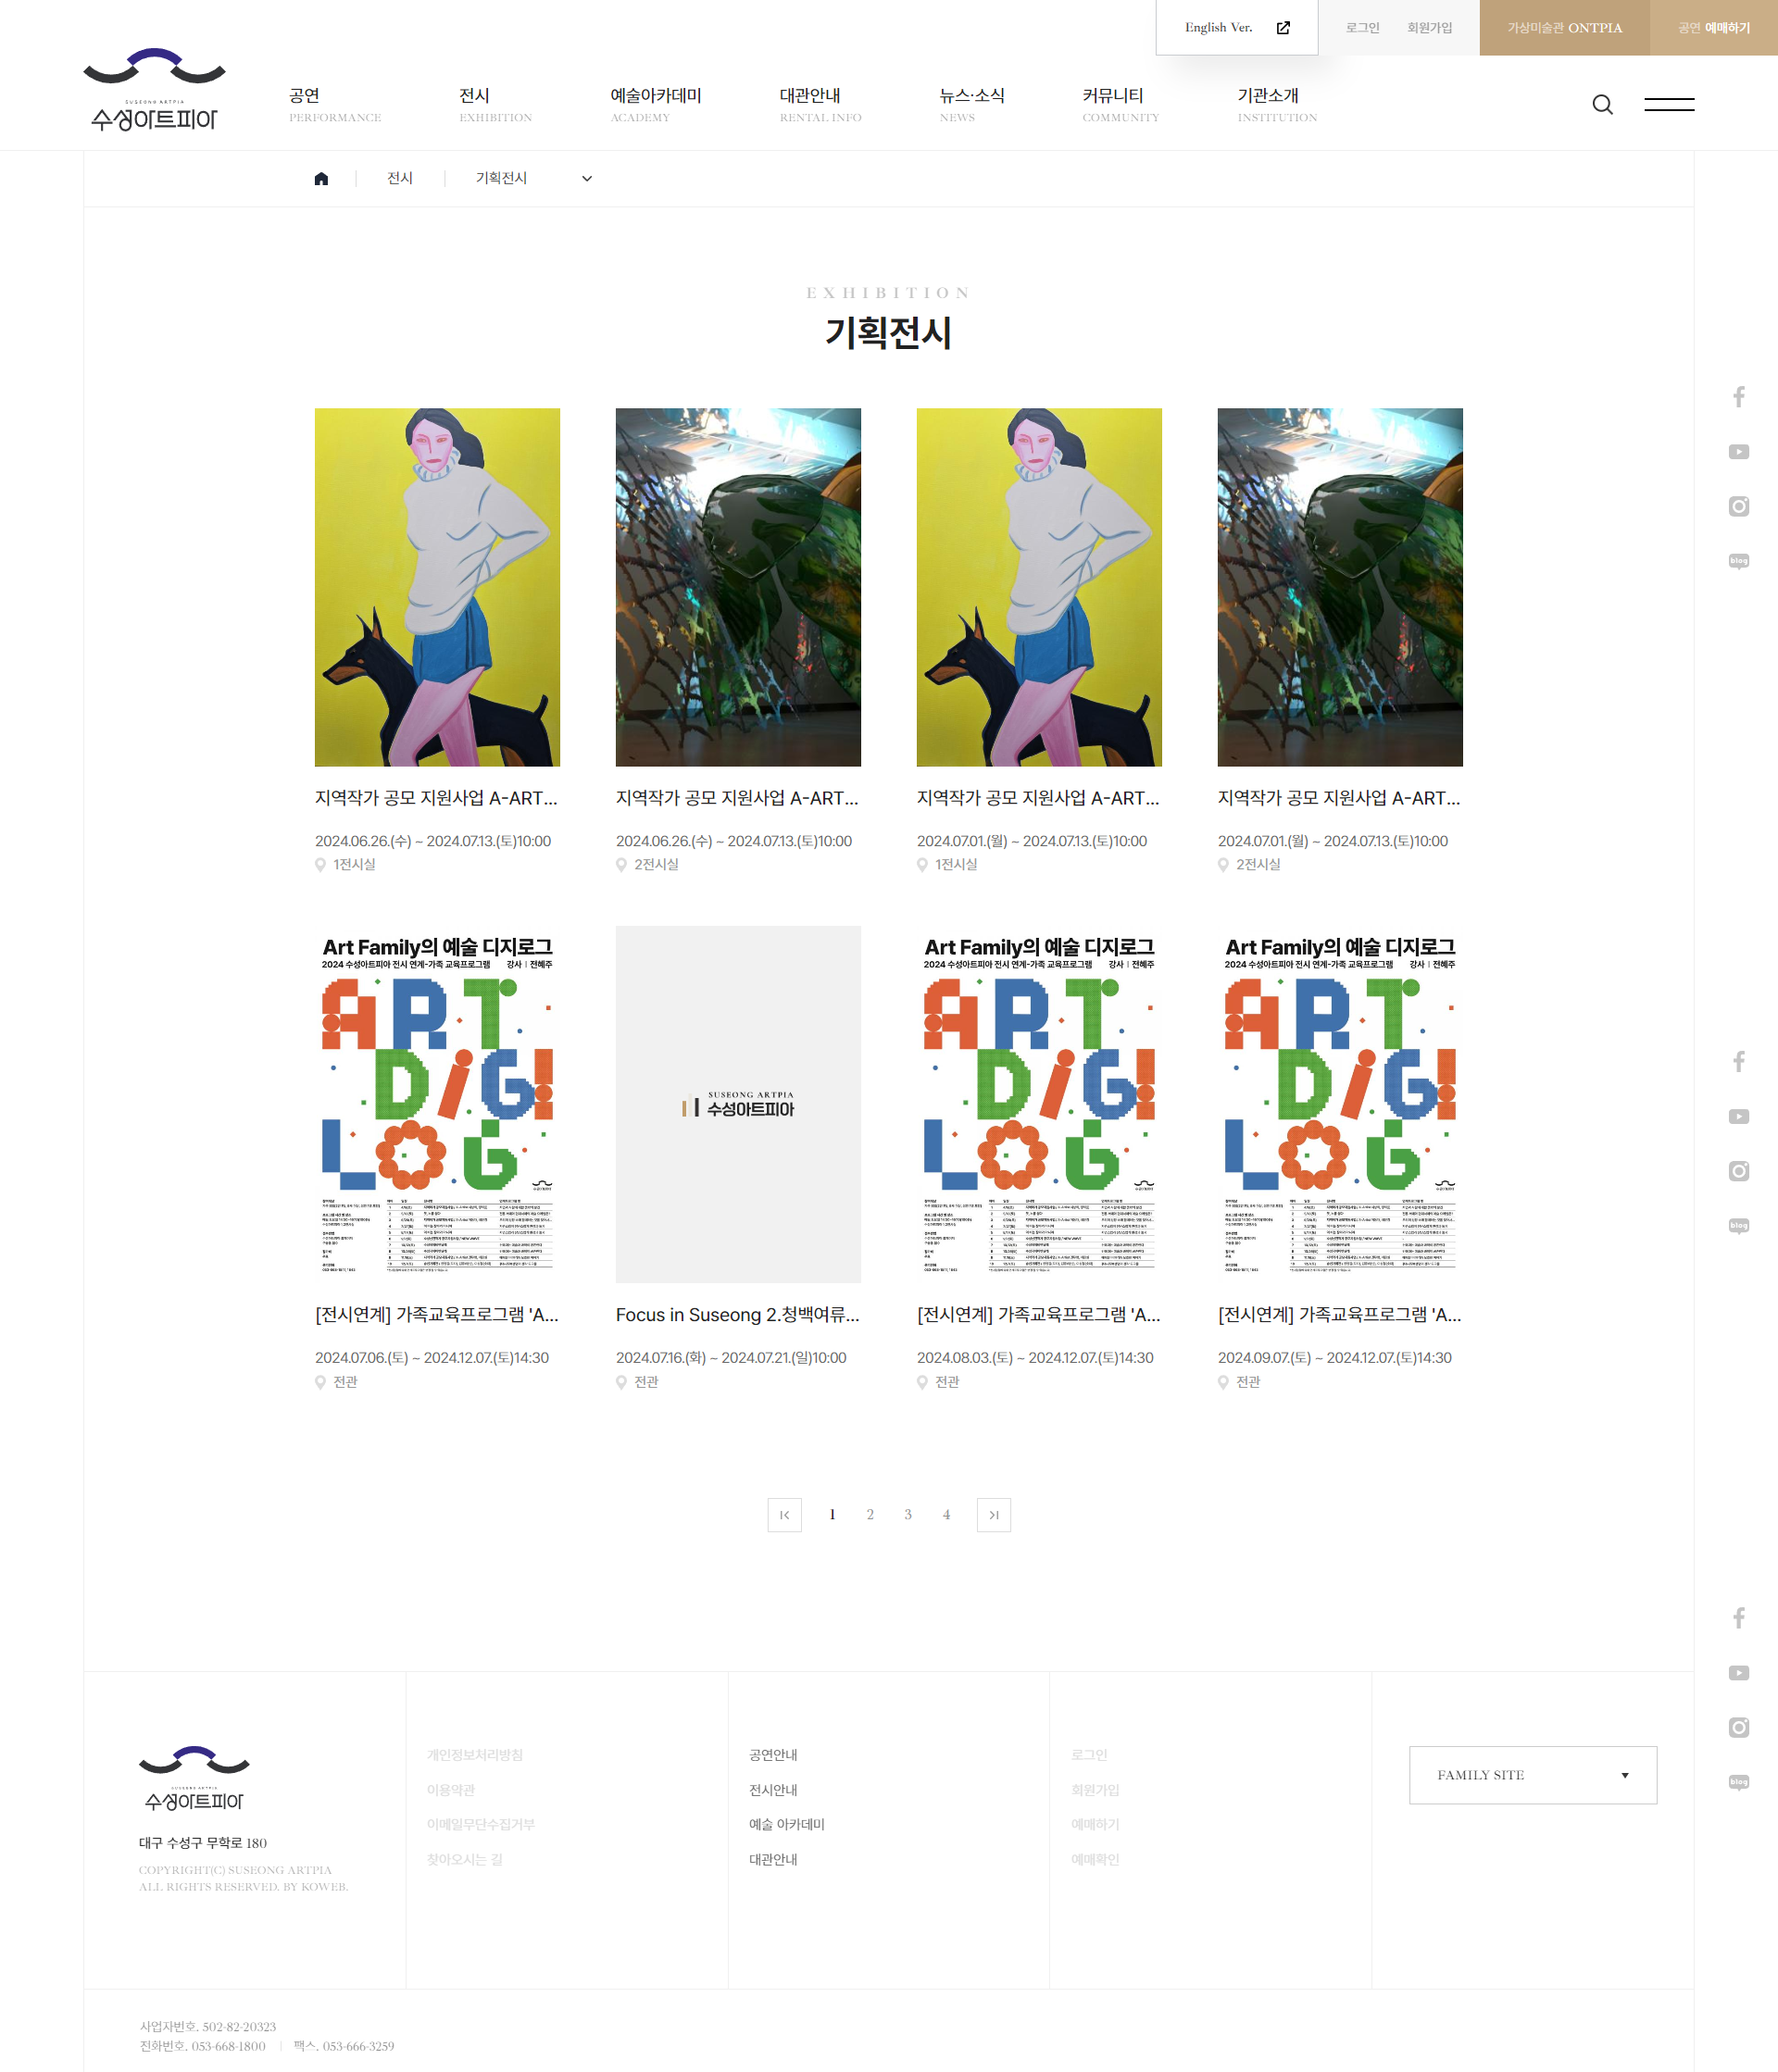 English Ver.
로그인
회원가입
가상미술관 ONTPIA
공연 예매하기
SUSEONG ARTPIA
수성아트피아
공연
PERFORMANCE
전시
EXHIBITION
예술아카데미
ACADEMY
대관안내
RENTAL INFO
뉴스·소식
NEWS
커뮤니티
COMMUNITY
기관소개
INSTITUTION
전시
기획전시
EXHIBITION
기획전시
blog
지역작가 공모 지원사업 A-ART...
2024.06.26.(수) ~ 2024.07.13.(토)10:00
1전시실
지역작가 공모 지원사업 A-ART...
2024.06.26.(수) ~ 2024.07.13.(토)10:00
2전시실
지역작가 공모 지원사업 A-ART...
2024.07.01.(월) ~ 2024.07.13.(토)10:00
1전시실
지역작가 공모 지원사업 A-ART...
2024.07.01.(월) ~ 2024.07.13.(토)10:00
2전시실
Art Family의 예술 디지로그
2024 수성아트피아 전시 연계-가족 교육프로그램 강사 | 전혜주
ART
DIGI
LOG
[전시연계] 가족교육프로그램 'A...
2024.07.06.(토) ~ 2024.12.07.(토)14:30
전관
SUSEONG ARTPIA
수성아트피아
Focus in Suseong 2.청백여류...
2024.07.16.(화) ~ 2024.07.21.(일)10:00
전관
Art Family의 예술 디지로그
2024 수성아트피아 전시 연계-가족 교육프로그램 강사 | 전혜주
ART
DIGI
LOG
[전시연계] 가족교육프로그램 'A...
2024.08.03.(토) ~ 2024.12.07.(토)14:30
전관
Art Family의 예술 디지로그
2024 수성아트피아 전시 연계-가족 교육프로그램 강사 | 전혜주
ART
DIGI
LOG
[전시연계] 가족교육프로그램 'A...
2024.09.07.(토) ~ 2024.12.07.(토)14:30
전관
blog
1 2 3 4
blog
SUSEONG ARTPIA
수성아트피아
대구 수성구 무학로 180
COPYRIGHT(C) SUSEONG ARTPIA
ALL RIGHTS RESERVED. BY KOWEB.
개인정보처리방침
이용약관
이메일무단수집거부
찾아오시는 길
공연안내
전시안내
예술 아카데미
대관안내
로그인
회원가입
예매하기
예매확인
FAMILY SITE
사업자번호. 502-82-20323
전화번호. 053-668-1800 | 팩스. 053-666-3259